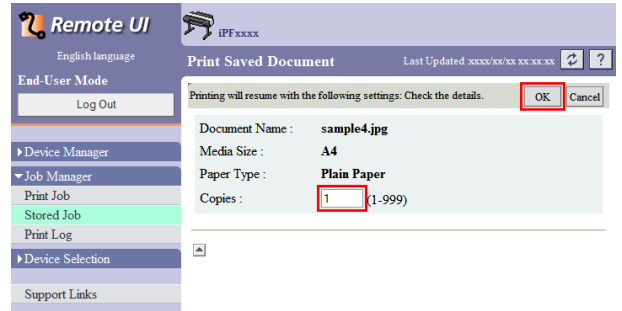 Remote UI
English language
End-User Mode
Log Out
Device Manager
Job Manager
Print Job
Stored Job
Print Log
Device Selection
Support Links
iPFxxxx
Print Saved Document Last Updated :xxxx/xx/xx xx:xx:xx ?
Printing will resume with the following settings: Check the details. OK Cancel
Document Name : sample4.jpg
Media Size : A4
Paper Type : Plain Paper
Copies : 1 (1-999)